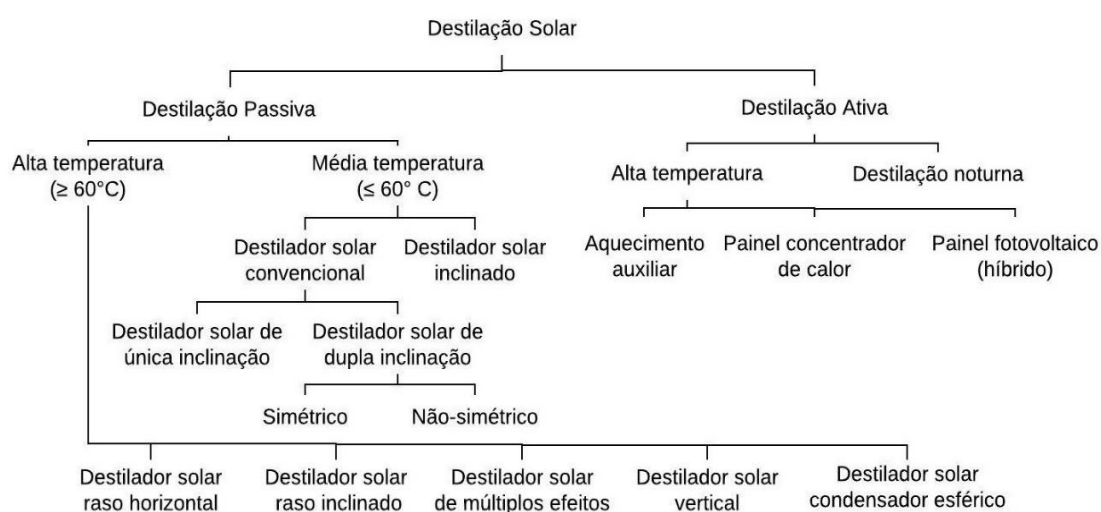 Destilação Solar
Destilação Passiva
Destilação Ativa
Alta temperatura
(≥ 60°C)
Média temperatura
(≤ 60° C)
Alta temperatura
Destilação noturna
Destilador solar
convencional
Destilador solar
inclinado
Aquecimento
auxiliar
Painel concentrador
de calor
Painel fotovoltaico
(híbrido)
Destilador solar de
única inclinação
Destilador solar de
dupla inclinação
Simétrico
Não-simétrico
Destilador solar
raso horizontal
Destilador solar
raso inclinado
Destilador solar
de múltiplos efeitos
Destilador solar
vertical
Destilador solar
condensador esférico